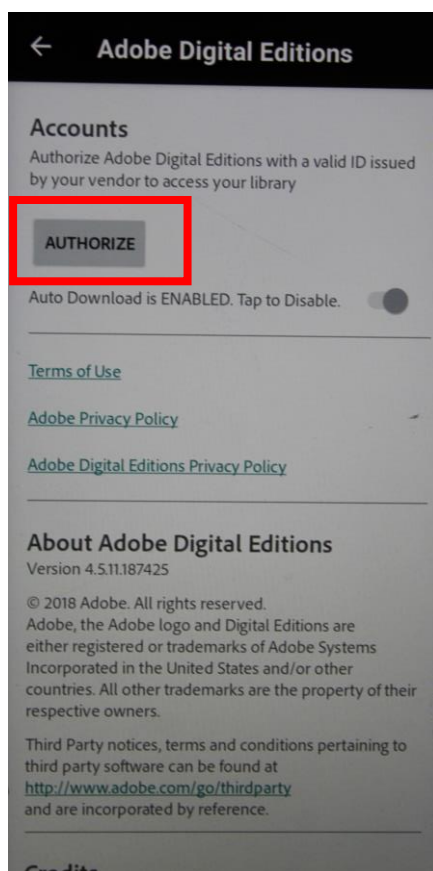 Adobe Digital Editions
Accounts
Authorize Adobe Digital Editions with a valid ID issued
by your vendor to access your library
AUTHORIZE
Auto Download is ENABLED. Tap to Disable.
Terms of Use
Adobe Privacy Policy
Adobe Digital Editions Privacy Policy
About Adobe Digital Editions
Version 4.5.11.187425
© 2018 Adobe. All rights reserved.
Adobe, the Adobe logo and Digital Editions are
either registered or trademarks of Adobe Systems
Incorporated in the United States and/or other
countries. All other trademarks are the property of their
respective owners.
Third Party notices, terms and conditions pertaining to
third party software can be found at
http://www.adobe.com/go/thirdparty
and are incorporated by reference.